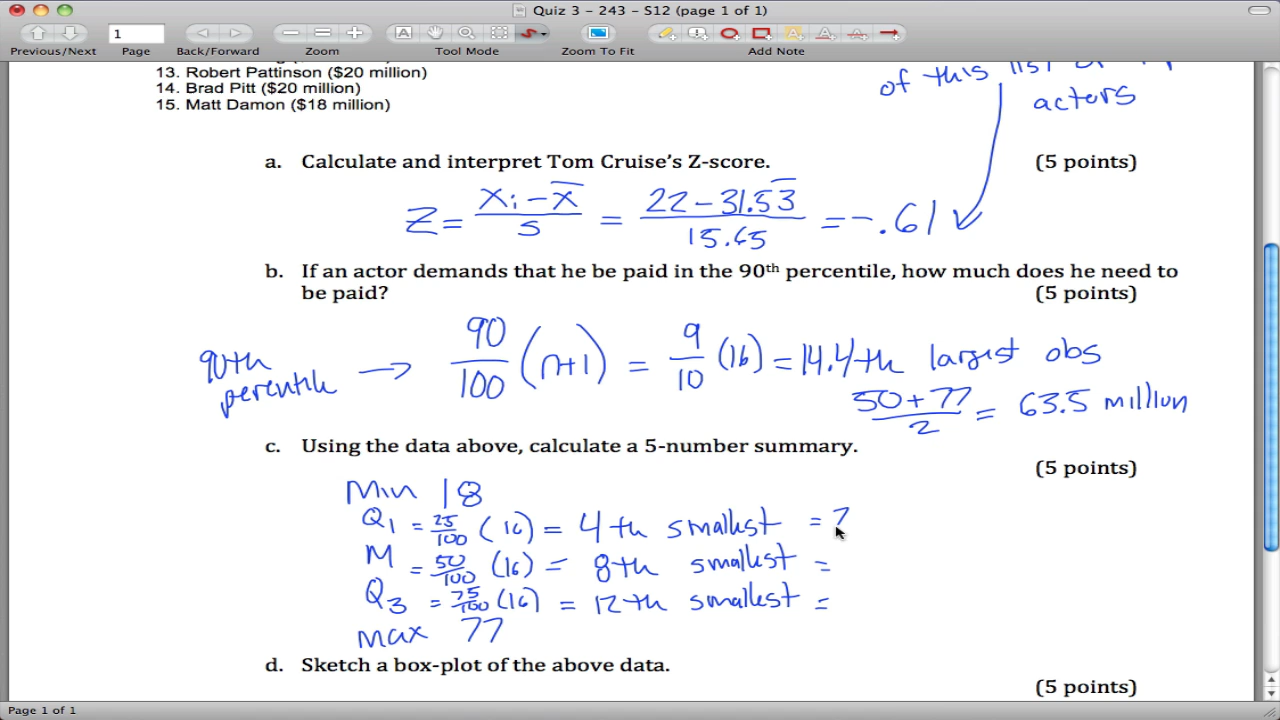 Quiz 3 - 243 - S12 (page 1 of 1)
1
Previous/Next Page Back/Forward Zoom Tool Mode Zoom To Fit Add Note
13. Robert Pattinson ($20 million)
14. Brad Pitt ($20 million)
15. Matt Damon ($18 million)
of this list of
actors
a. Calculate and interpret Tom Cruise's Z-score. (5 points)
Z = xi - x̅ / s = 22 - 31.53̅ / 15.65 = -.61
b. If an actor demands that he be paid in the 90th percentile, how much does he need to
be paid? (5 points)
90th perentile → 90/100 (n+1) = 9/10 (16) = 14.4th largest obs
50+77 / 2 = 63.5 million
c. Using the data above, calculate a 5-number summary.
(5 points)
Min 18
Q1 = 25/100 (16) = 4th smallest =
M = 50/100 (16) = 8th smallest =
Q3 = 75/100 (16) = 12th smallest =
max 77
d. Sketch a box-plot of the above data.
(5 points)
Page 1 of 1